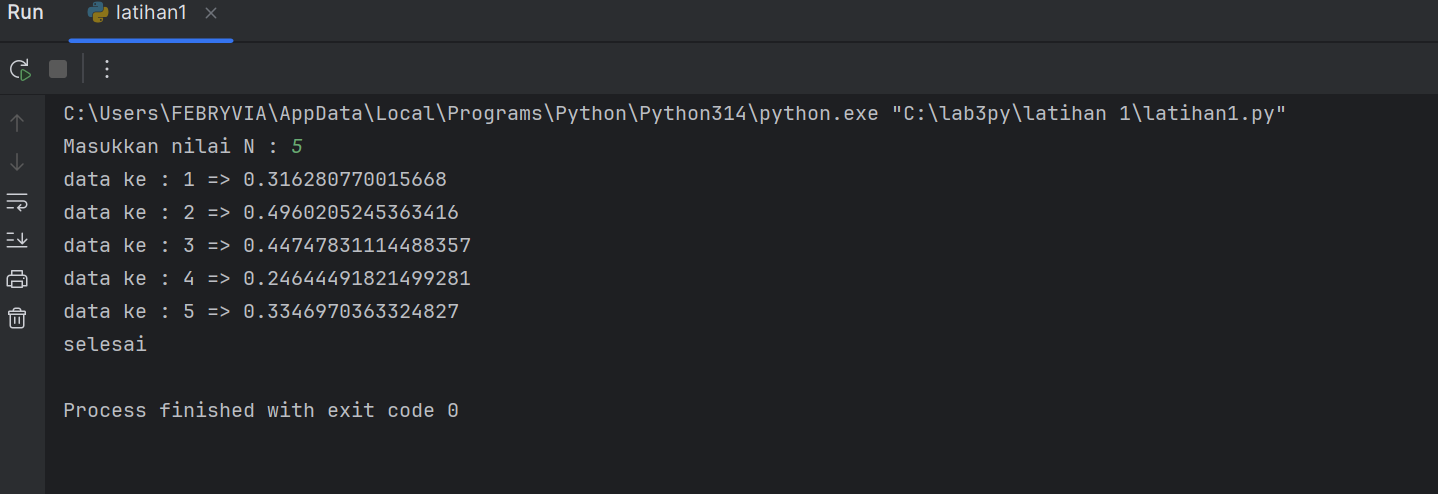 Run latihan1
C:\Users\FEBRYVIA\AppData\Local\Programs\Python\Python314\python.exe "C:\lab3py\latihan 1\latihan1.py"
Masukkan nilai N : 5
data ke : 1 => 0.316280770015668
data ke : 2 => 0.4960205245363416
data ke : 3 => 0.44747831114488357
data ke : 4 => 0.24644491821499281
data ke : 5 => 0.3346970363324827
selesai
Process finished with exit code 0